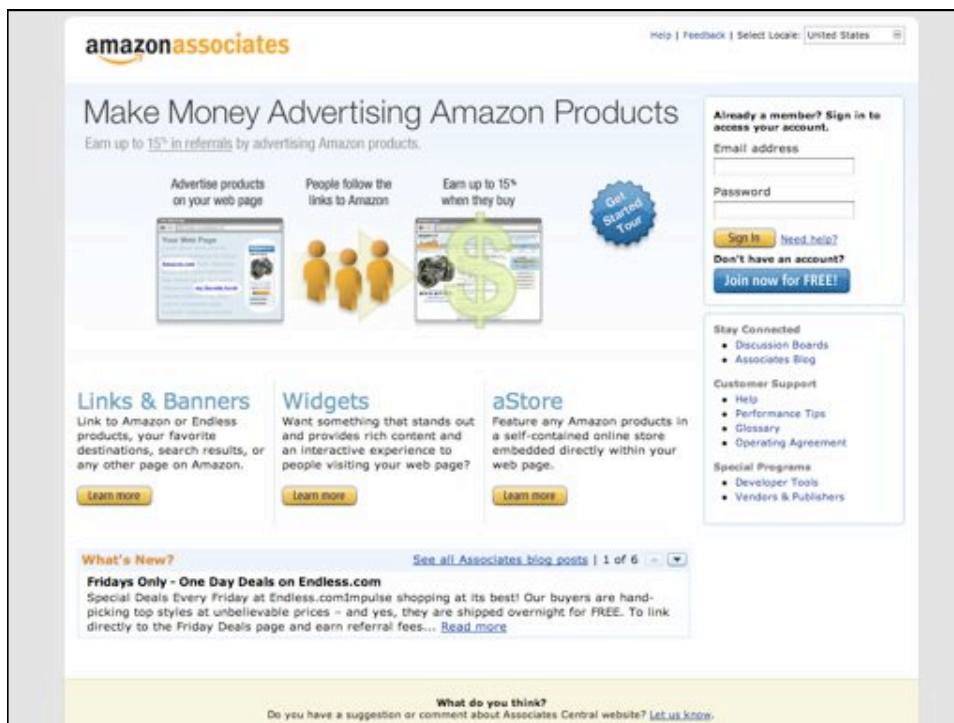 amazonassociates
Help | Feedback | Select Locale: United States
Make Money Advertising Amazon Products
Earn up to 15% in referrals by advertising Amazon products.
Advertise products
on your web page
People follow the
links to Amazon
Earn up to 15%
when they buy
Your Web Page
Amazon.com
$
Get
Started
Tour
Already a member? Sign in to
access your account.
Email address
Password
Sign In Need help?
Don't have an account?
Join now for FREE!
Stay Connected
• Discussion Boards
• Associates Blog
Customer Support
• Help
• Performance Tips
• Glossary
• Operating Agreement
Special Programs
• Developer Tools
• Vendors & Publishers
Links & Banners
Link to Amazon or Endless
products, your favorite
destinations, search results, or
any other page on Amazon.
Learn more
Widgets
Want something that stands out
and provides rich content and
an interactive experience to
people visiting your web page?
Learn more
aStore
Feature any Amazon products in
a self-contained online store
embedded directly within your
web page.
Learn more
What's New?
See all Associates blog posts | 1 of 6
Fridays Only - One Day Deals on Endless.com
Special Deals Every Friday at Endless.comImpulse shopping at its best! Our buyers are hand-
picking top styles at unbelievable prices – and yes, they are shipped overnight for FREE. To link
directly to the Friday Deals page and earn referral fees... Read more
What do you think?
Do you have a suggestion or comment about Associates Central website? Let us know.